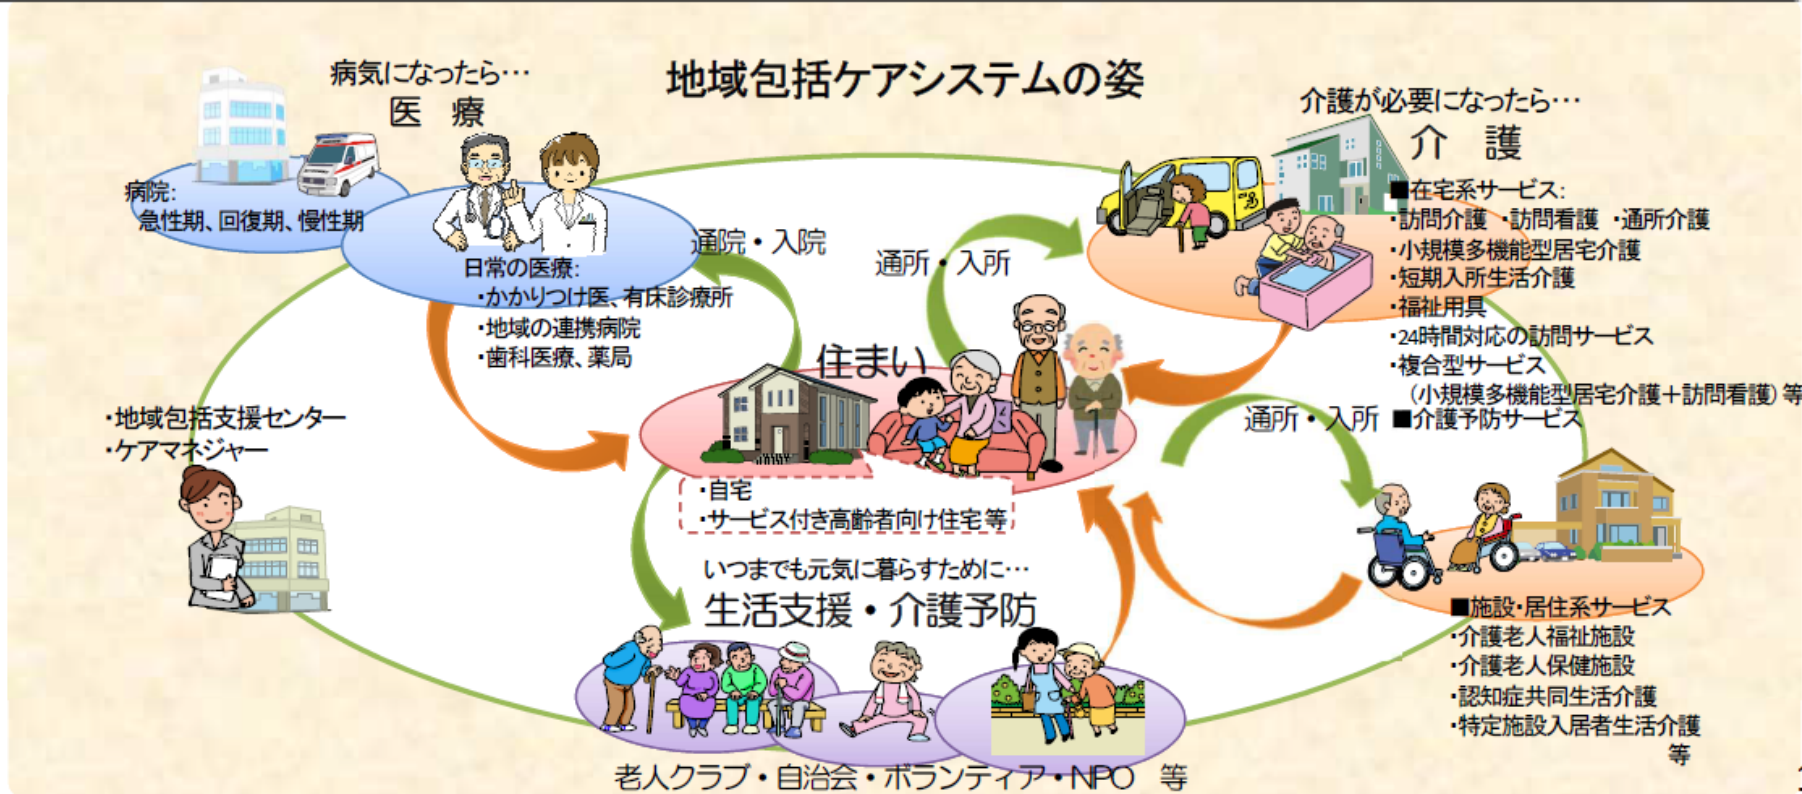 地域包括ケアシステムの姿
病気になったら…
医　療
病院:
急性期、回復期、慢性期
日常の医療:
・かかりつけ医、有床診療所
・地域の連携病院
・歯科医療、薬局
通院・入院
通所・入所
介護が必要になったら…
介　護
■在宅系サービス:
・訪問介護 ・訪問看護 ・通所介護
・小規模多機能型居宅介護
・短期入所生活介護
・福祉用具
・24時間対応の訪問サービス
・複合型サービス
（小規模多機能型居宅介護＋訪問看護）等
■介護予防サービス
通所・入所
住まい
・自宅
・サービス付き高齢者向け住宅 等
・地域包括支援センター
・ケアマネジャー
いつまでも元気に暮らすために…
生活支援・介護予防
老人クラブ・自治会・ボランティア・NPO　等
■施設・居住系サービス
・介護老人福祉施設
・介護老人保健施設
・認知症共同生活介護
・特定施設入居者生活介護
等